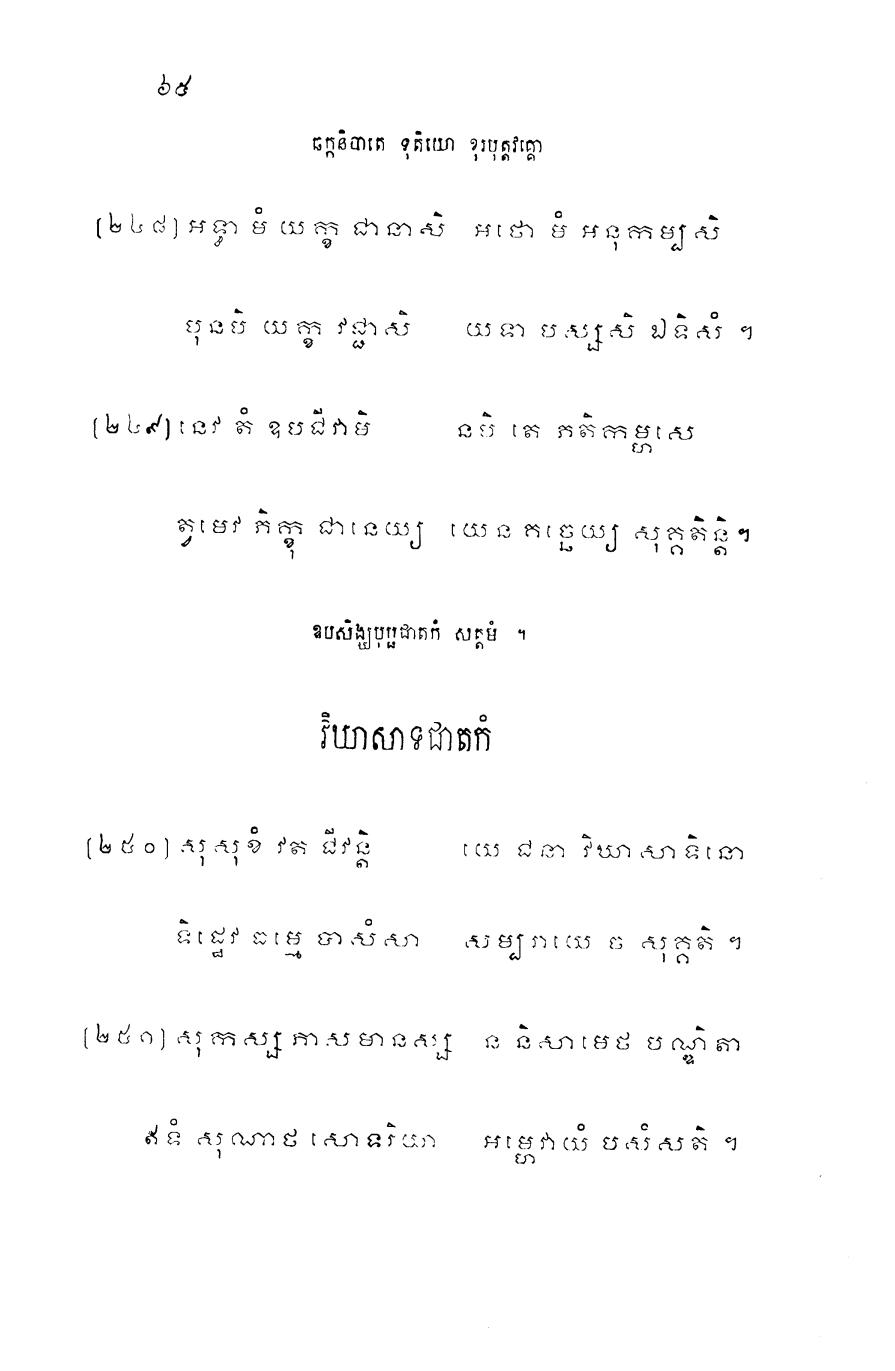 ៦៥
ឆក្កនិបាតេ ទុតិយោ ខុរបុត្តវគ្គោ
[២៤៨] អទ្ធា មំ យក្ខ ជានាសិ អថោ មំ អនុកម្បសិ
បុនបិ យក្ខ វជ្ជាសិ យទា បស្សសិ ឯទិសំ ។
[២៤៩] នេវ តំ ឧបជីវាមិ នបិ តេ ភតិកាម្ហសេ
ត្វមេវ ភិក្ខុ ជានេយ្យ យេន គច្ឆេយ្យ សុគ្គតិន្តិ។
ឧបសិង្ឃបុប្ផជាតកំ សត្តមំ ។
វិឃាសាទជាតកំ
[២៥០] សុសុខំ វត ជីវន្តិ យេ ជនា វិឃាសាទិនោ
ទិដ្ឋេវ ធម្មេ បាសំសា សម្បរាយេ ច សុគ្គតិ ។
[២៥១] សុកស្ស ភាសមានស្ស ន និសាមេថ បណ្ឌិតា
ឥទំ សុណាថ សោទរិយា អម្ហេវាយំ បសំសតិ ។